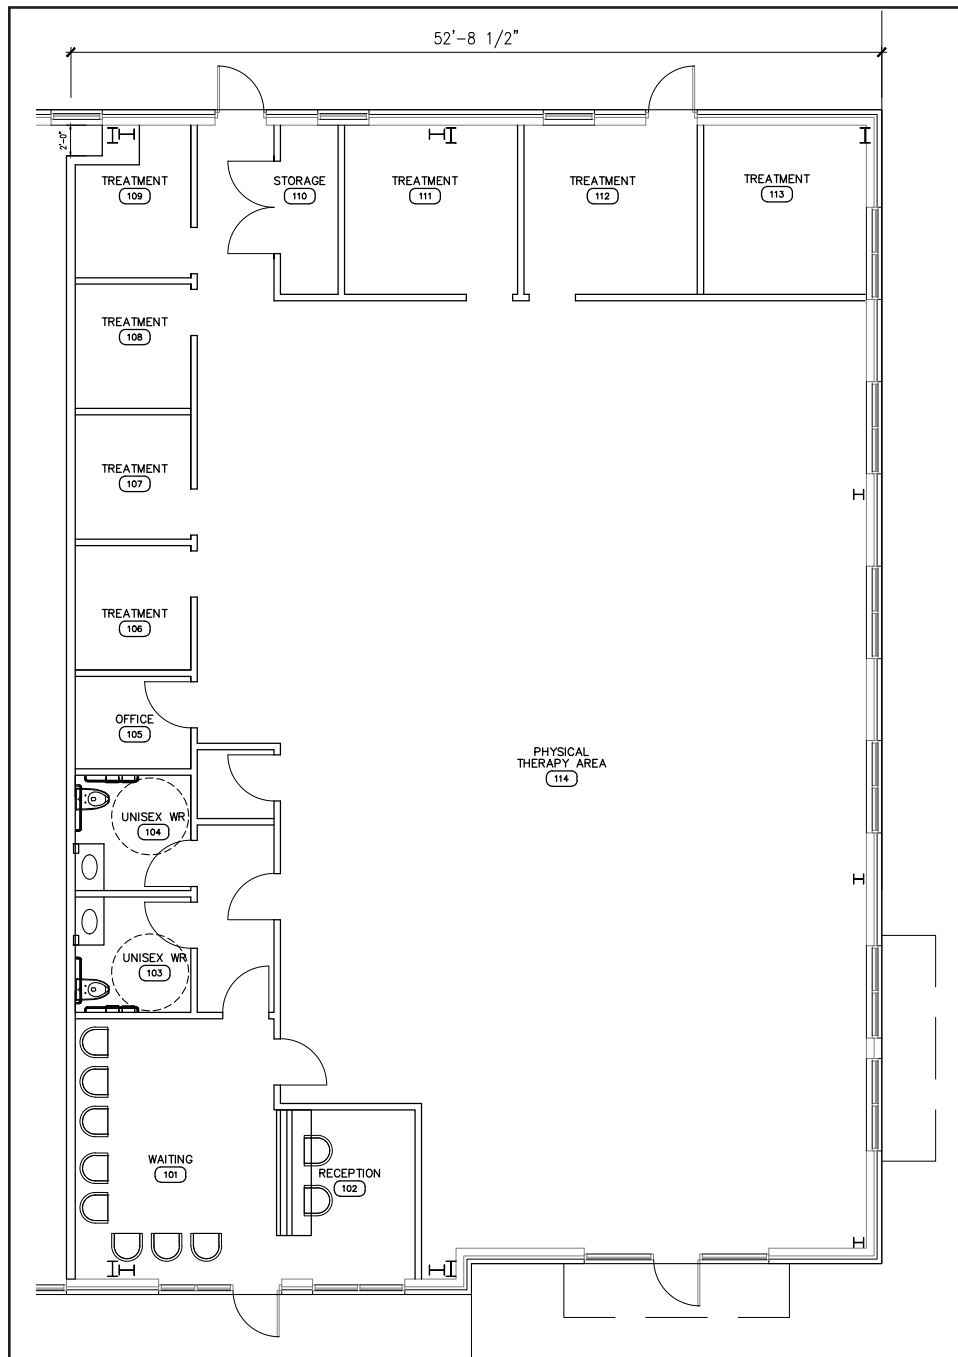 52'-8 1/2"
2'-0"
TREATMENT
109
STORAGE
110
TREATMENT
111
TREATMENT
112
TREATMENT
113
TREATMENT
108
TREATMENT
107
TREATMENT
106
OFFICE
105
PHYSICAL
THERAPY AREA
114
UNISEX WR
104
UNISEX WR
103
WAITING
101
RECEPTION
102